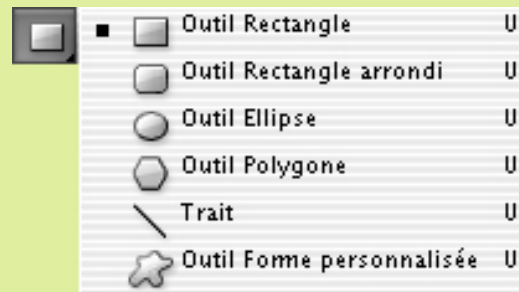 Outil Rectangle U
Outil Rectangle arrondi U
Outil Ellipse U
Outil Polygone U
Trait U
Outil Forme personnalisée U